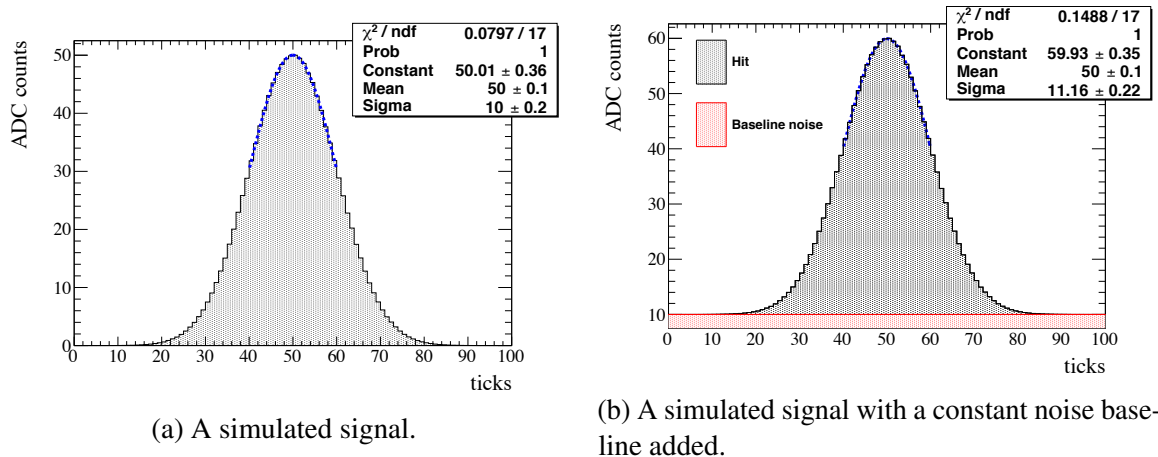 χ² / ndf 0.0797 / 17
Prob 1
Constant 50.01 ± 0.36
Mean 50 ± 0.1
Sigma 10 ± 0.2
ADC counts
50
40
30
20
10
0
0 10 20 30 40 50 60 70 80 90 100
ticks
(a) A simulated signal.
χ² / ndf 0.1488 / 17
Prob 1
Constant 59.93 ± 0.35
Mean 50 ± 0.1
Sigma 11.16 ± 0.22
ADC counts
Hit
Baseline noise
60
50
40
30
20
10
0 10 20 30 40 50 60 70 80 90 100
ticks
(b) A simulated signal with a constant noise base-
line added.